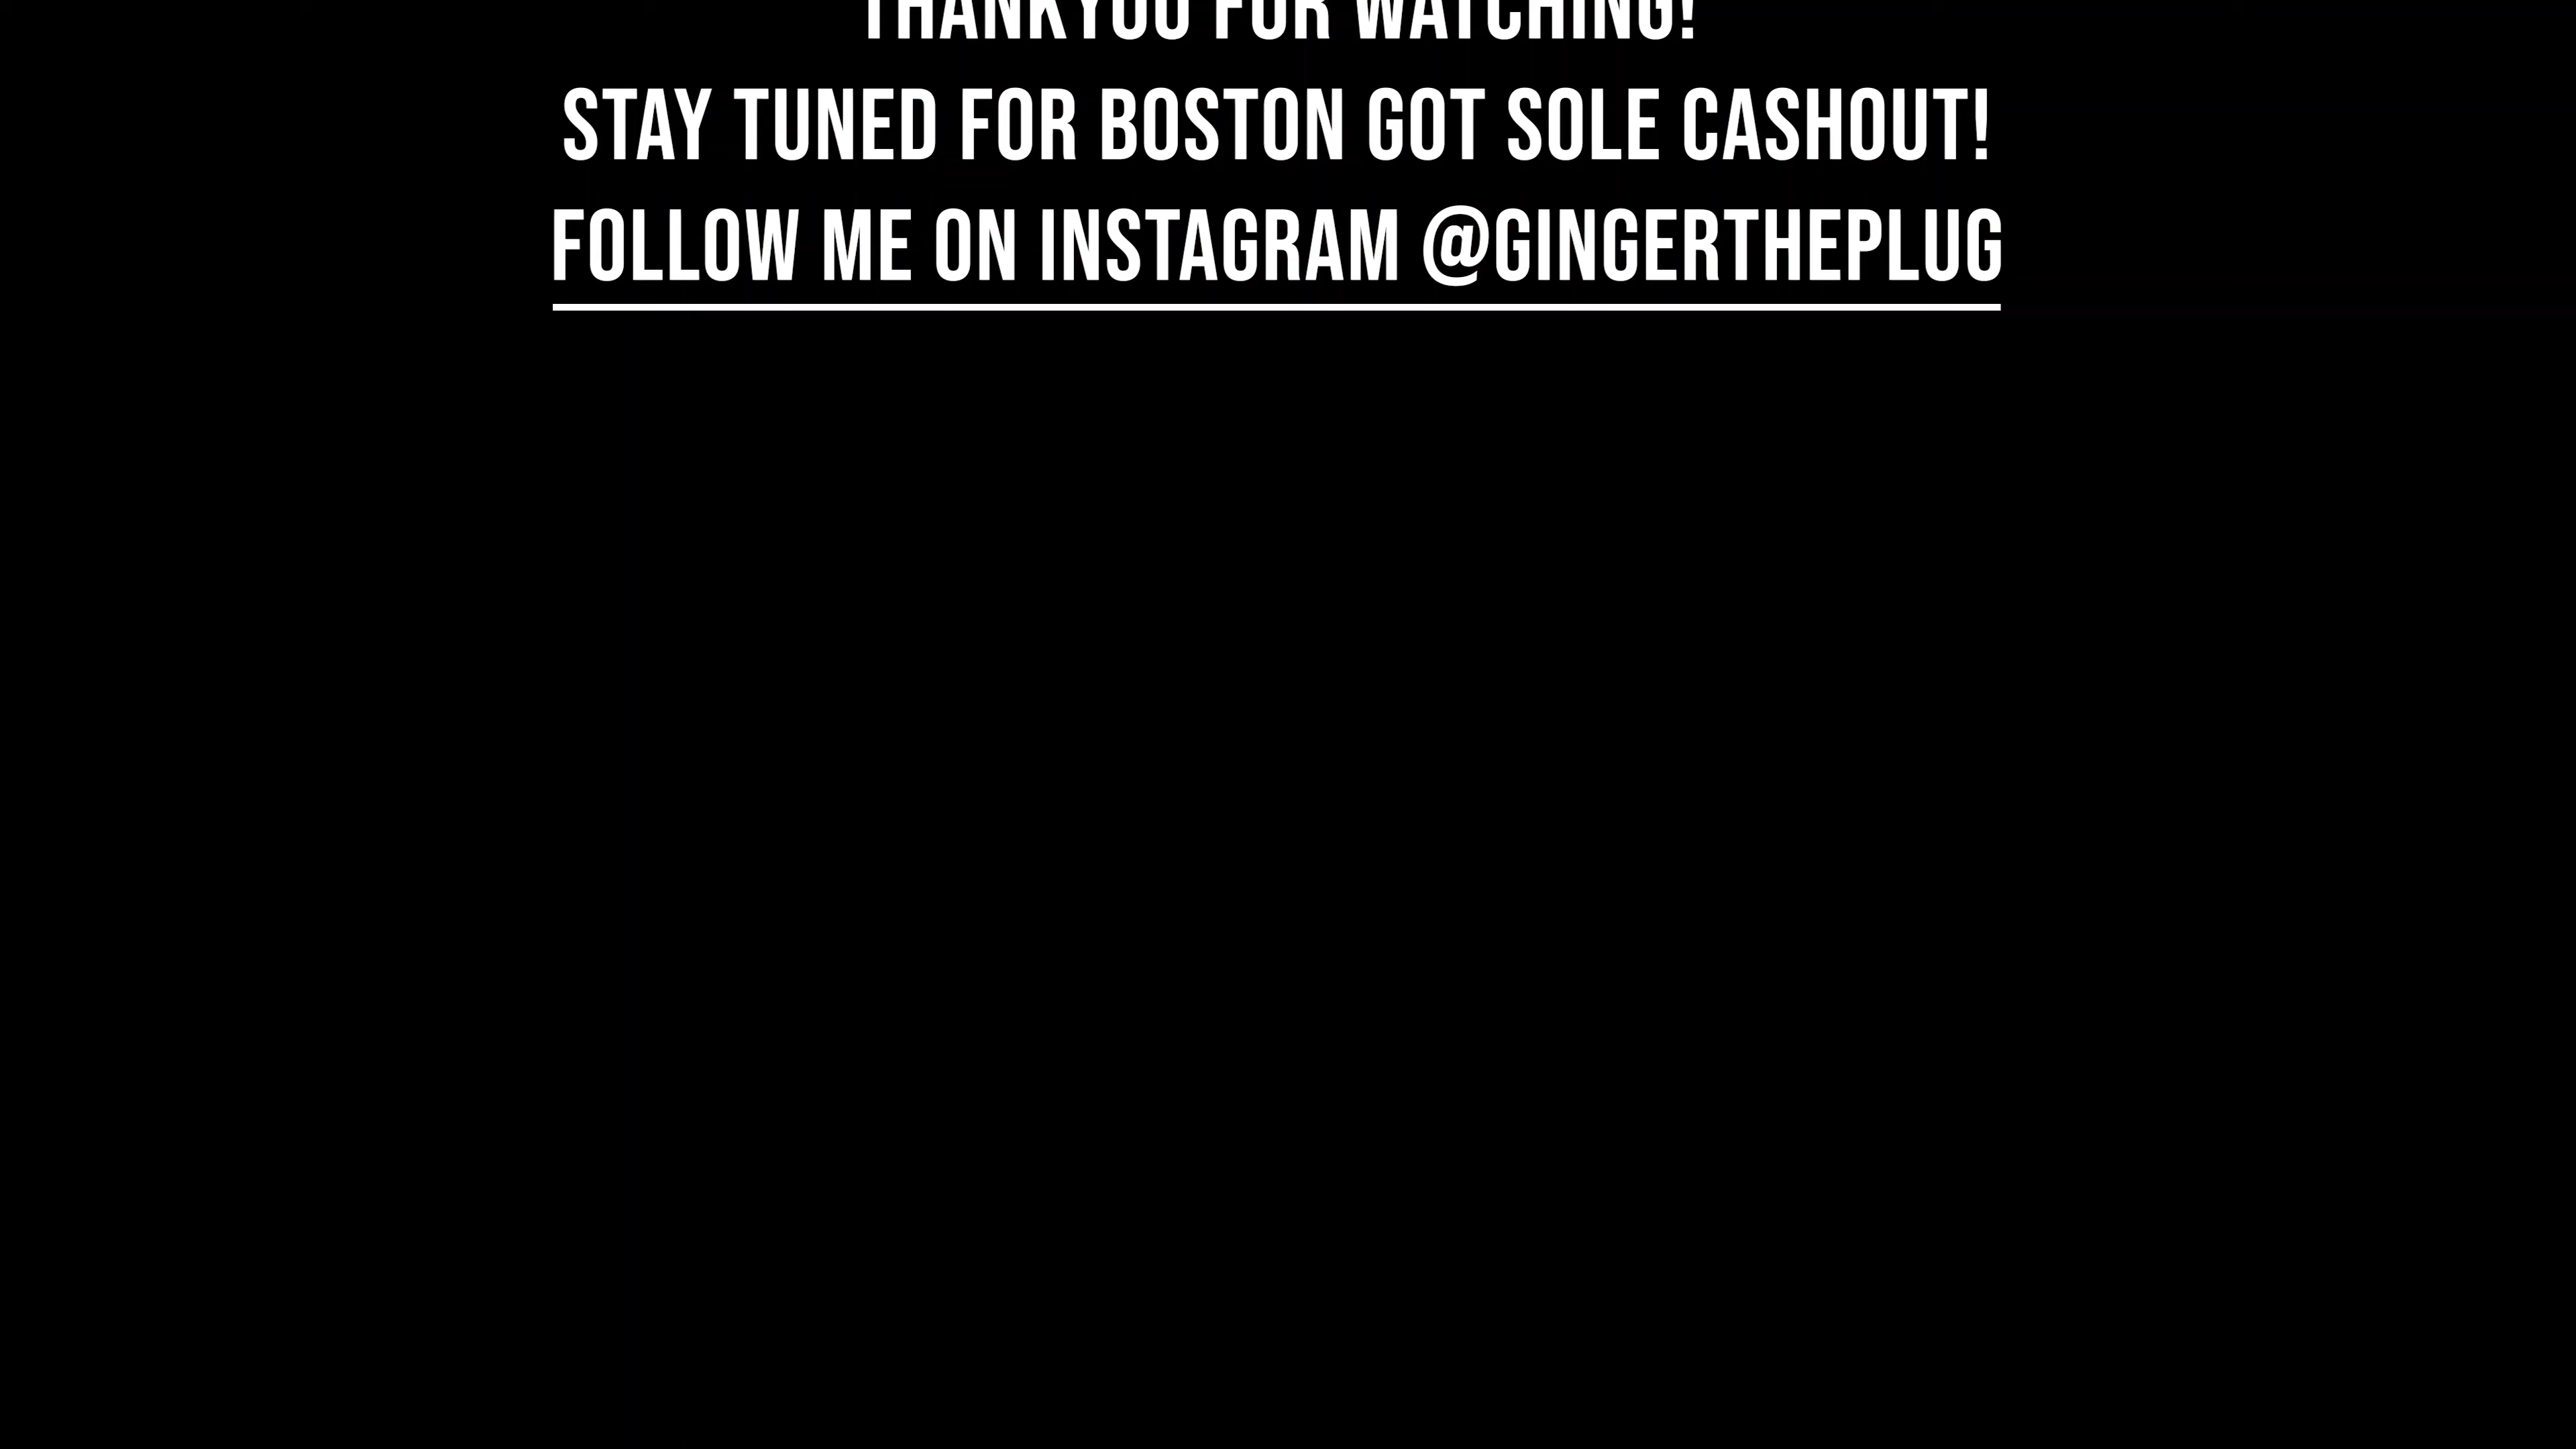 THANKYOU FOR WATCHING!
STAY TUNED FOR BOSTON GOT SOLE CASHOUT!
FOLLOW ME ON INSTAGRAM @GINGERTHEPLUG